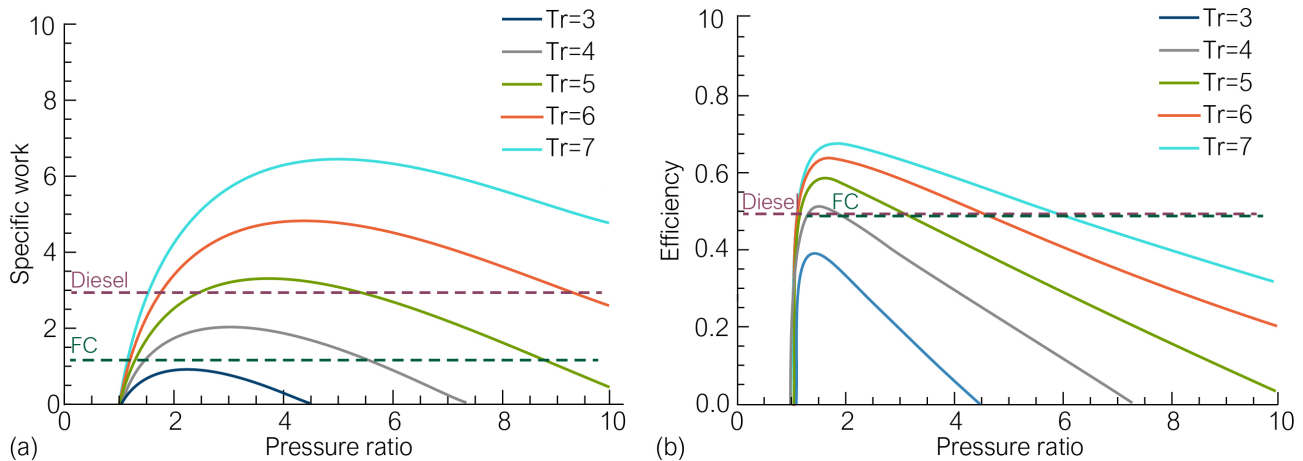 10
8
6
4
2
0
0 2 4 6 8 10
Specific work
Pressure ratio
Diesel
FC
Tr=3
Tr=4
Tr=5
Tr=6
Tr=7
(a)
10
0.8
0.6
0.4
0.2
0.0
0 2 4 6 8 10
Efficiency
Pressure ratio
Diesel
FC
Tr=3
Tr=4
Tr=5
Tr=6
Tr=7
(b)